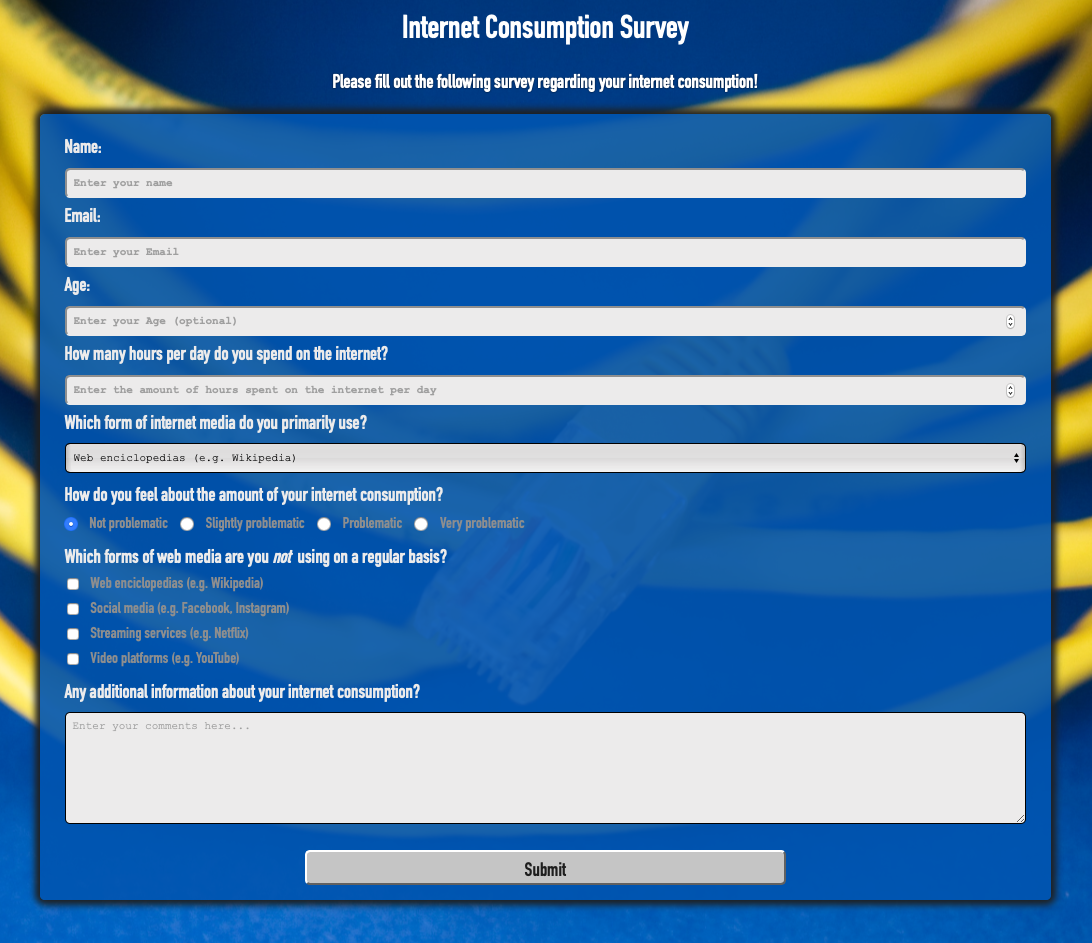 Internet Consumption Survey
Please fill out the following survey regarding your internet consumption!
Name:
Enter your name
Email:
Enter your Email
Age:
Enter your Age (optional)
How many hours per day do you spend on the internet?
Enter the amount of hours spent on the internet per day
Which form of internet media do you primarily use?
Web enciclopedias (e.g. Wikipedia)
How do you feel about the amount of your internet consumption?
Not problematic Slightly problematic Problematic Very problematic
Which forms of web media are you not using on a regular basis?
Web enciclopedias (e.g. Wikipedia)
Social media (e.g. Facebook, Instagram)
Streaming services (e.g. Netflix)
Video platforms (e.g. YouTube)
Any additional information about your internet consumption?
Enter your comments here...
Submit